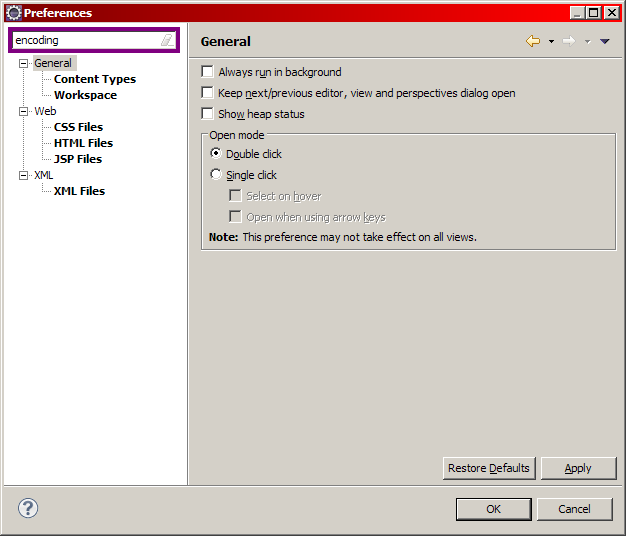 Preferences
encoding
General
Content Types
Workspace
Web
CSS Files
HTML Files
JSP Files
XML
XML Files
General
Always run in background
Keep next/previous editor, view and perspectives dialog open
Show heap status
Open mode
Double click
Single click
Select on hover
Open when using arrow keys
Note: This preference may not take effect on all views.
Restore Defaults
Apply
?
OK
Cancel